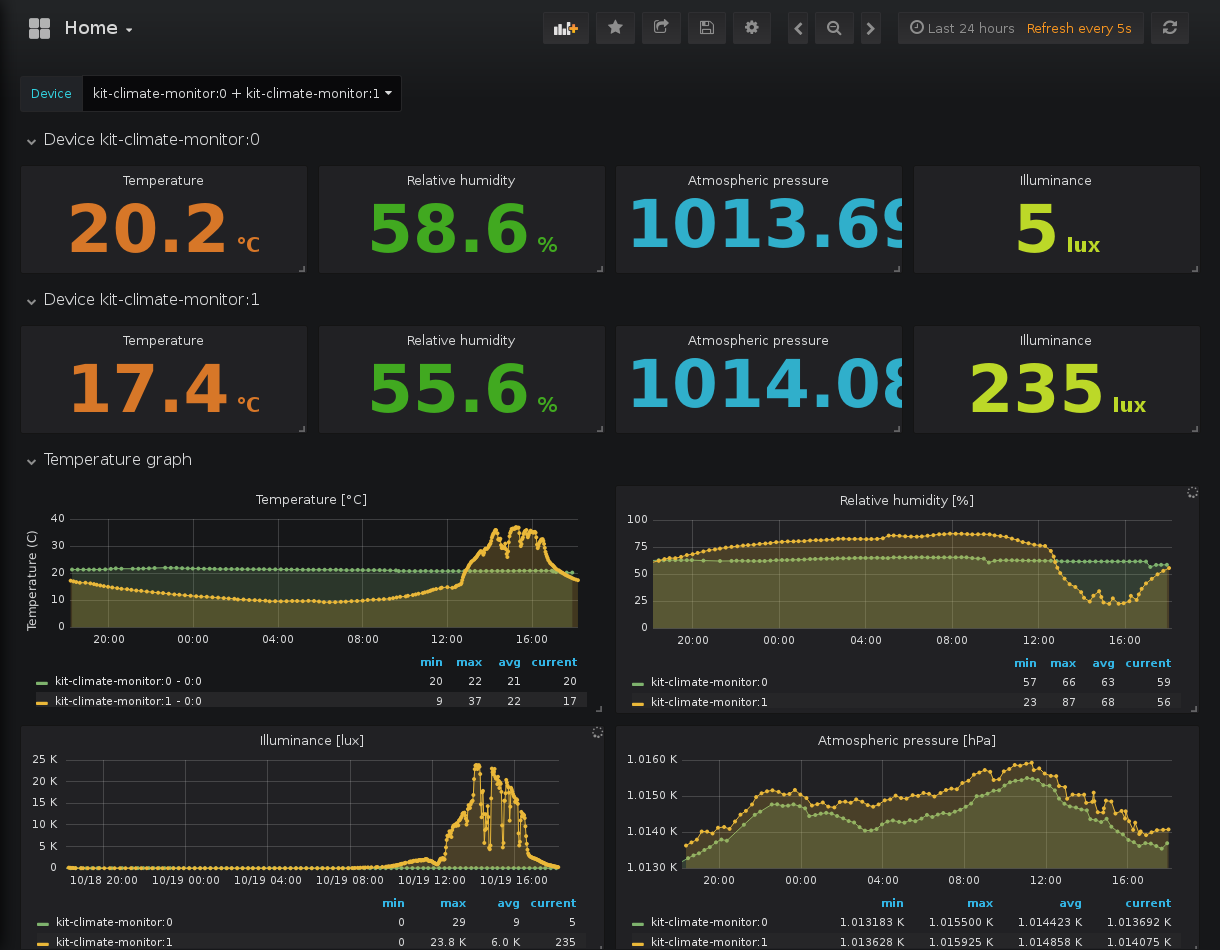 Home
Last 24 hours Refresh every 5s
Device kit-climate-monitor:0 + kit-climate-monitor:1
Device kit-climate-monitor:0
Temperature Relative humidity Atmospheric pressure Illuminance
20.2 °C 58.6 % 1013.69 5 lux
Device kit-climate-monitor:1
Temperature Relative humidity Atmospheric pressure Illuminance
17.4 °C 55.6 % 1014.08 235 lux
Temperature graph
Temperature [°C]
Temperature (C)
40
30
20
10
0
20:00 00:00 04:00 08:00 12:00 16:00
min max avg current
kit-climate-monitor:0 - 0:0 20 22 21 20
kit-climate-monitor:1 - 0:0 9 37 22 17
Relative humidity [%]
100
75
50
25
0
20:00 00:00 04:00 08:00 12:00 16:00
min max avg current
kit-climate-monitor:0 57 66 63 59
kit-climate-monitor:1 23 87 68 56
Illuminance [lux]
25 K
20 K
15 K
10 K
5 K
0
10/18 20:00 10/19 00:00 10/19 04:00 10/19 08:00 10/19 12:00 10/19 16:00
min max avg current
kit-climate-monitor:0 0 29 9 5
kit-climate-monitor:1 0 23.8 K 6.0 K 235
Atmospheric pressure [hPa]
1.0160 K
1.0150 K
1.0140 K
1.0130 K
20:00 00:00 04:00 08:00 12:00 16:00
min max avg current
kit-climate-monitor:0 1.013183 K 1.015500 K 1.014423 K 1.013692 K
kit-climate-monitor:1 1.013628 K 1.015925 K 1.014858 K 1.014075 K